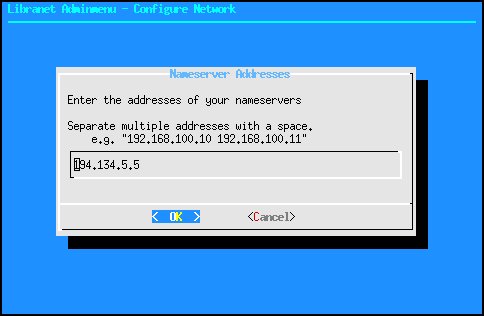 Libranet Adminmenu - Configure Network
Nameserver Addresses
Enter the addresses of your nameservers
Separate multiple addresses with a space.
e.g. "192.168.100.10 192.168.100.11"
194.134.5.5
< OK > <Cancel>